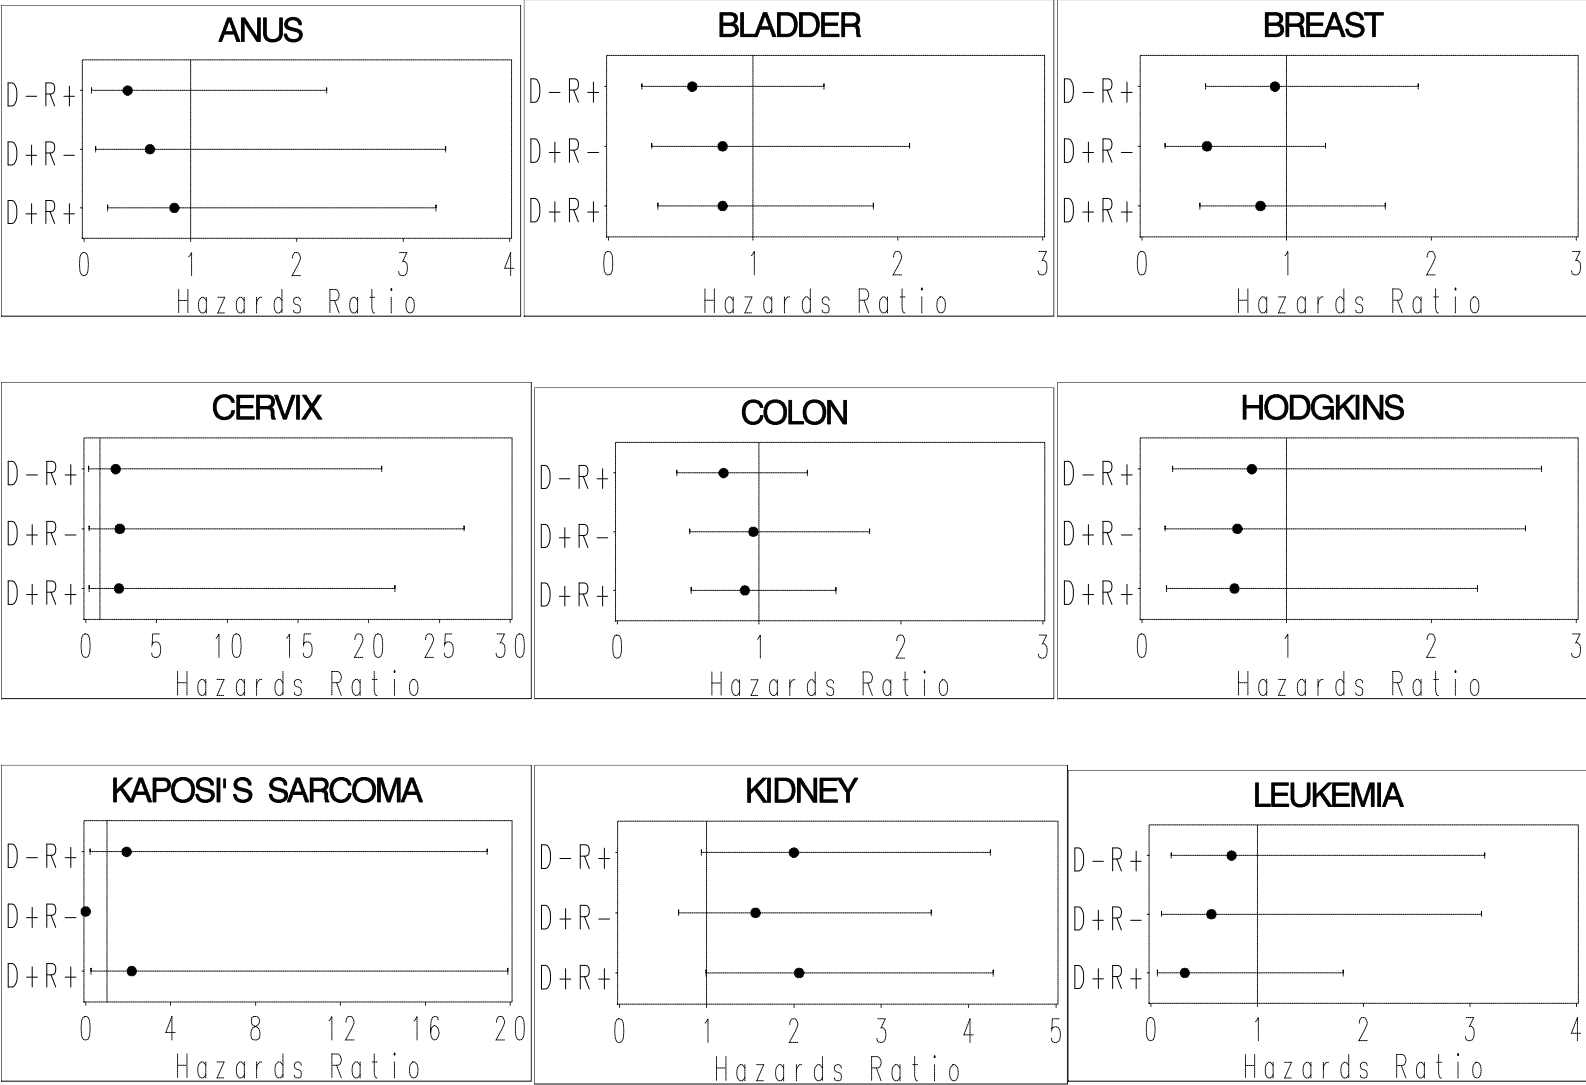 ANUS
D-R+
D+R-
D+R+
0 1 2 3 4
Hazards Ratio
BLADDER
D-R+
D+R-
D+R+
0 1 2 3
Hazards Ratio
BREAST
D-R+
D+R-
D+R+
0 1 2 3
Hazards Ratio
CERVIX
D-R+
D+R-
D+R+
0 5 10 15 20 25 30
Hazards Ratio
COLON
D-R+
D+R-
D+R+
0 1 2 3
Hazards Ratio
HODGKINS
D-R+
D+R-
D+R+
0 1 2 3
Hazards Ratio
KAPOSI'S SARCOMA
D-R+
D+R-
D+R+
0 4 8 12 16 20
Hazards Ratio
KIDNEY
D-R+
D+R-
D+R+
0 1 2 3 4 5
Hazards Ratio
LEUKEMIA
D-R+
D+R-
D+R+
0 1 2 3 4
Hazards Ratio